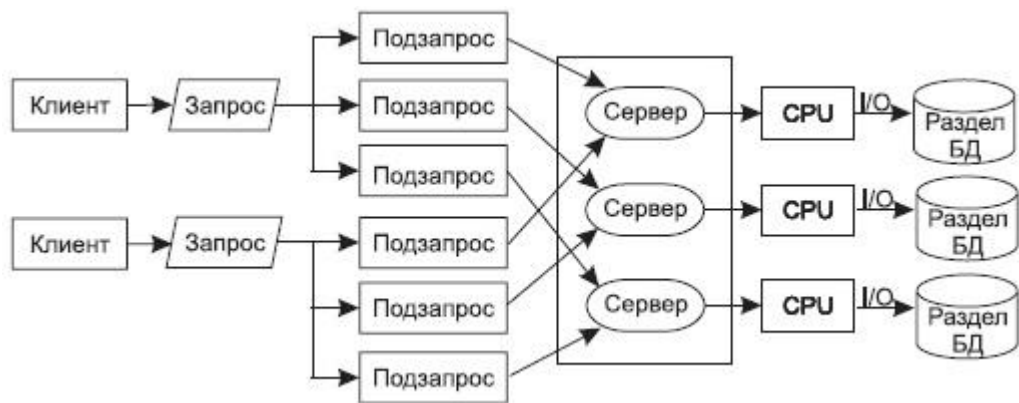 Подзапрос
Клиент
Запрос
Подзапрос
Сервер
CPU
I/O
Раздел
БД
Подзапрос
Клиент
Запрос
Подзапрос
Сервер
CPU
I/O
Раздел
БД
Подзапрос
Сервер
CPU
I/O
Раздел
БД
Подзапрос